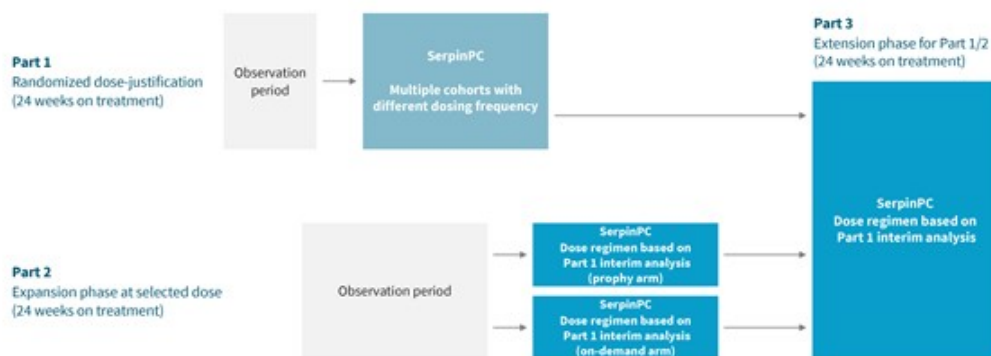 Part 1
Randomized dose-justification
(24 weeks on treatment)
Observation
period
SerpinPC
Multiple cohorts with
different dosing frequency
Part 3
Extension phase for Part 1/2
(24 weeks on treatment)
SerpinPC
Dose regimen based on
Part 1 interim analysis
Part 2
Expansion phase at selected dose
(24 weeks on treatment)
Observation period
SerpinPC
Dose regimen based on
Part 1 interim analysis
(prophy arm)
SerpinPC
Dose regimen based on
Part 1 interim analysis
(on-demand arm)